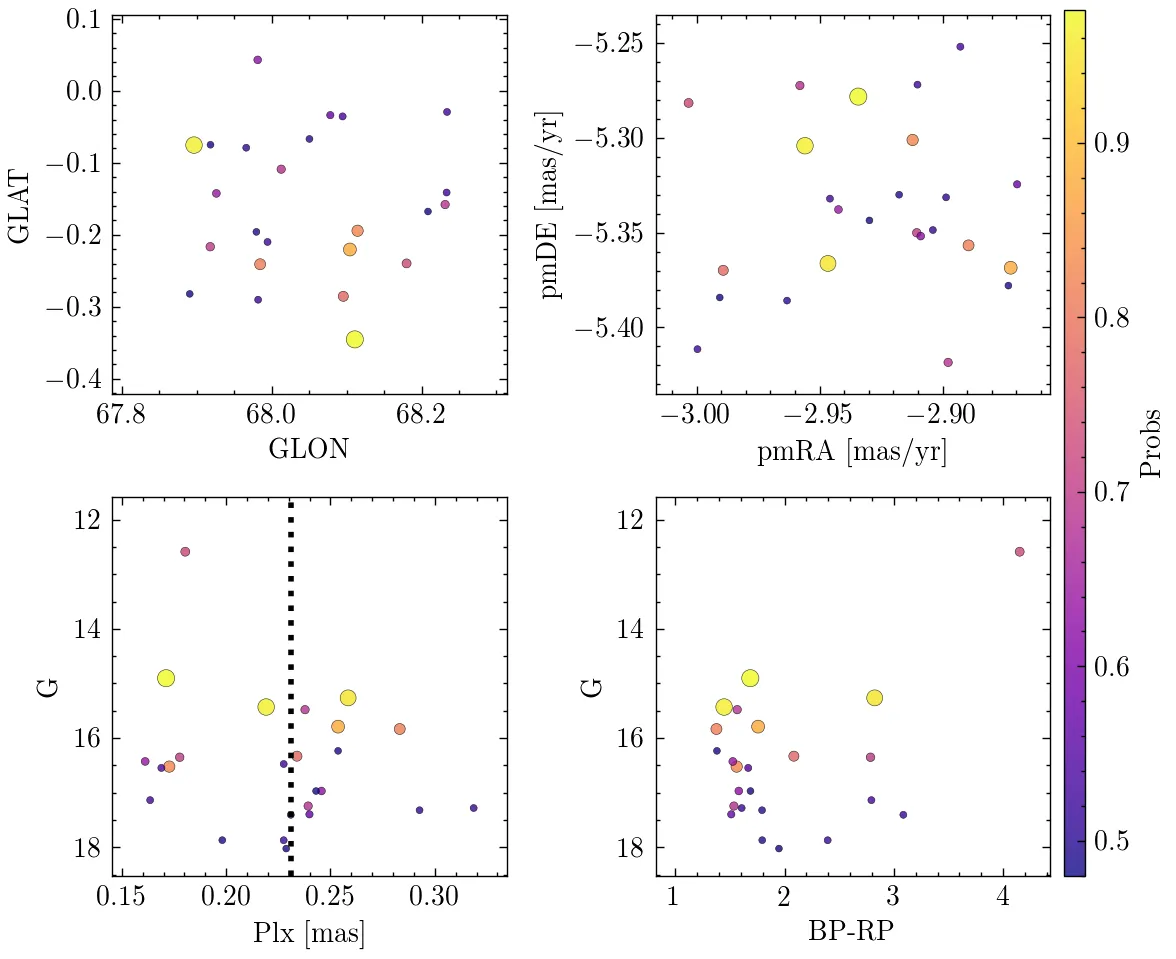 0.1
0.0
−0.1
−0.2
−0.3
−0.4
GLAT
67.8 68.0 68.2
GLON
−5.25
−5.30
−5.35
−5.40
pmDE [mas/yr]
−3.00 −2.95 −2.90
pmRA [mas/yr]
12
14
16
18
G
0.15 0.20 0.25 0.30
Plx [mas]
12
14
16
18
G
1 2 3 4
BP-RP
0.9
0.8
0.7
0.6
0.5
Probs